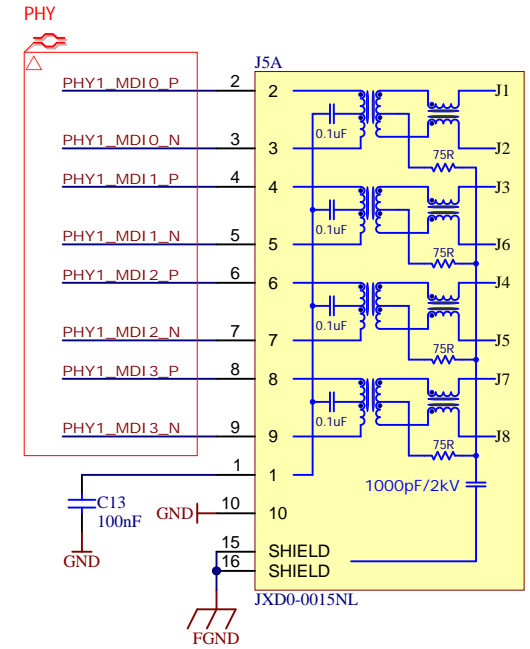 PHY
J5A
PHY1_MDI0_P 2 2 J1
0.1uF
PHY1_MDI0_N 3 3 J2
75R
PHY1_MDI1_P 4 4 J3
0.1uF
PHY1_MDI1_N 5 5 J6
75R
PHY1_MDI2_P 6 6 J4
0.1uF
PHY1_MDI2_N 7 7 J5
75R
PHY1_MDI3_P 8 8 J7
0.1uF
PHY1_MDI3_N 9 9 J8
75R
1 1
1000pF/2kV
C13
100nF
GND
GND 10 10
15 SHIELD
16 SHIELD
JXD0-0015NL
FGND